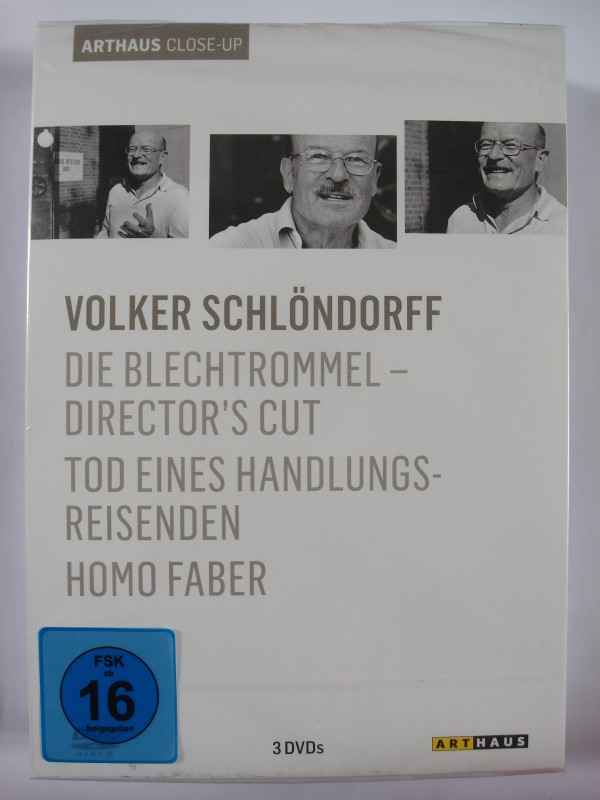 ARTHAUS CLOSE-UP
VOLKER SCHLÖNDORFF
DIE BLECHTROMMEL –
DIRECTOR'S CUT
TOD EINES HANDLUNGS-
REISENDEN
HOMO FABER
FSK
ab
16
freigegeben
VIDEO
3 DVDs
ARTHAUS